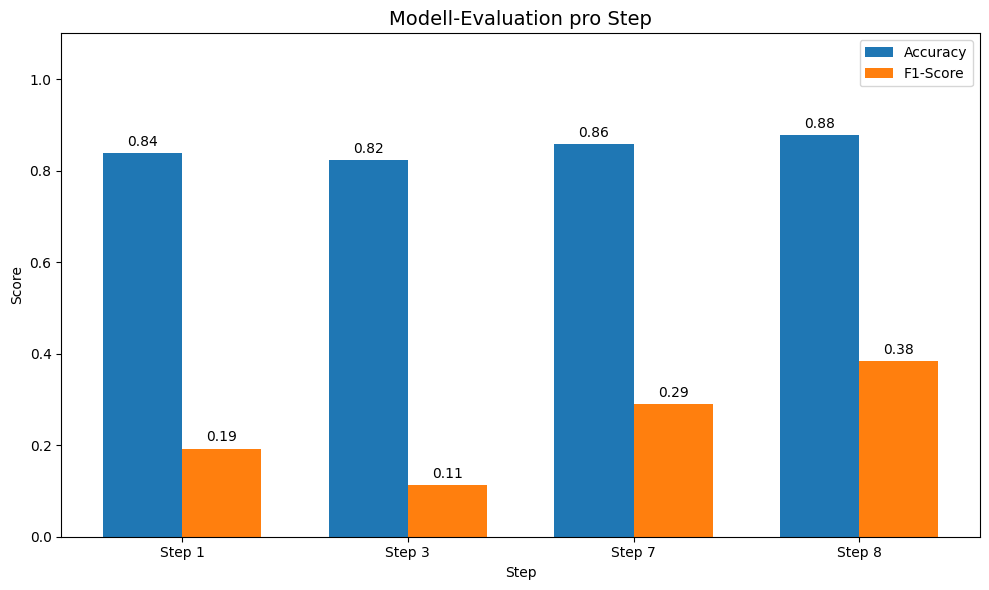 Modell-Evaluation pro Step
Accuracy
F1-Score
Score
1.0
0.8
0.6
0.4
0.2
0.0
0.84
0.19
0.82
0.11
0.86
0.29
0.88
0.38
Step 1
Step 3
Step 7
Step 8
Step